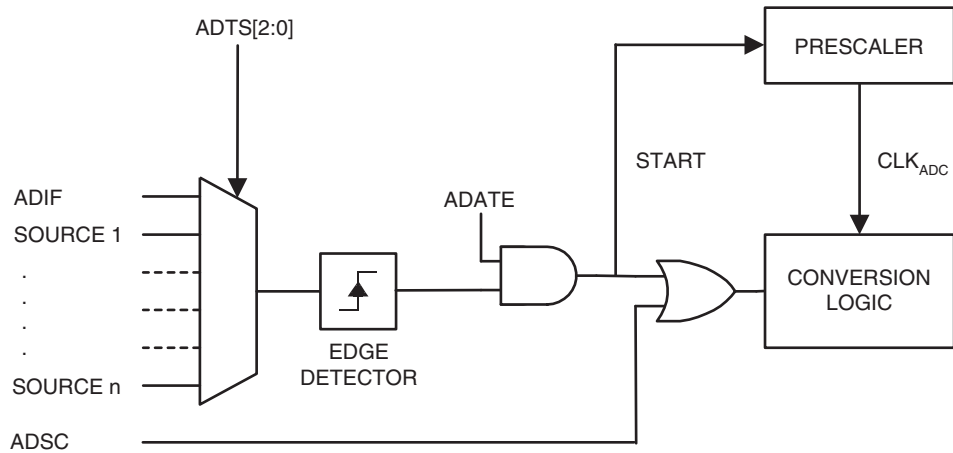 ADTS[2:0]
PRESCALER
START
CLKADC
ADIF
ADATE
SOURCE 1
.
.
.
.
CONVERSION
LOGIC
EDGE
DETECTOR
SOURCE n
ADSC